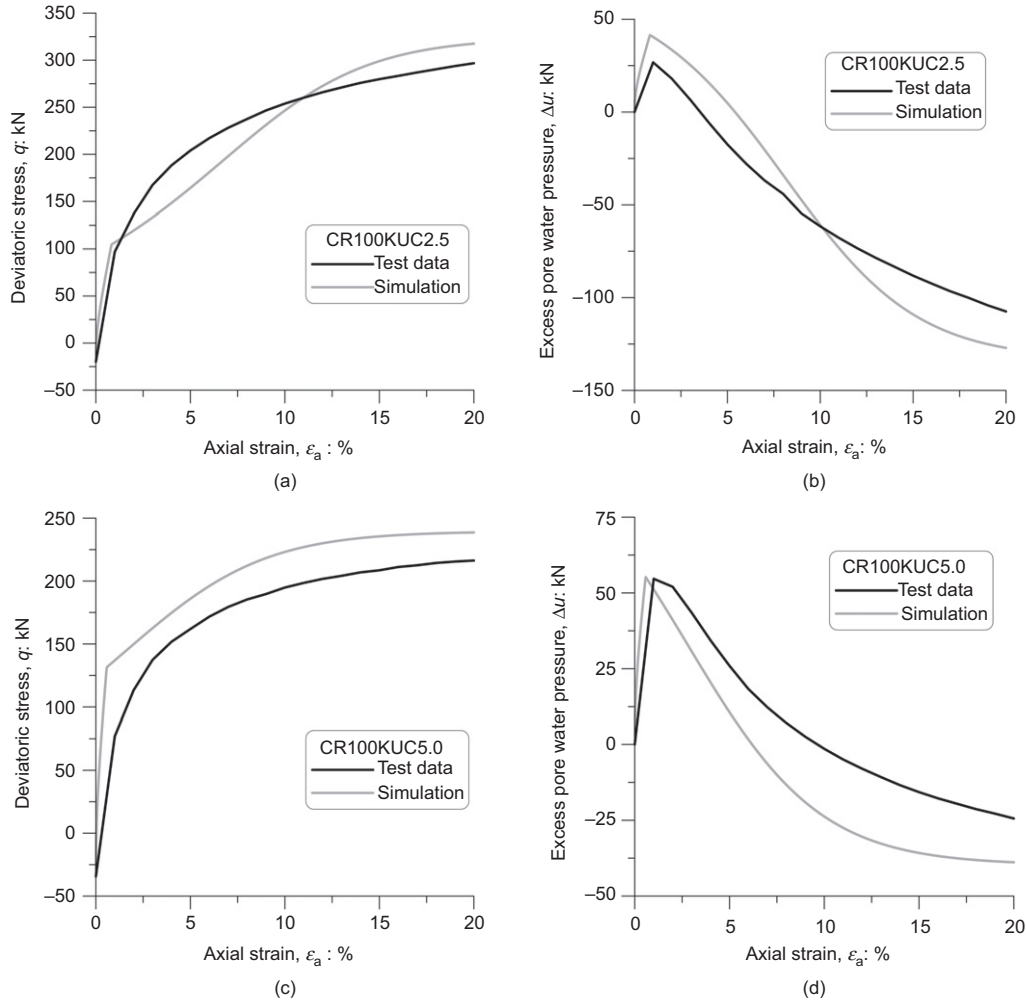 350
300
250
200
150
100
50
0
–50
Deviatoric stress, q: kN
CR100KUC2.5
Test data
Simulation
0 5 10 15 20
Axial strain, εa : %
(a)
50
0
–50
–100
–150
Excess pore water pressure, Δu: kN
CR100KUC2.5
Test data
Simulation
0 5 10 15 20
Axial strain, εa: %
(b)
250
200
150
100
50
0
–50
Deviatoric stress, q: kN
CR100KUC5.0
Test data
Simulation
0 5 10 15 20
Axial strain, εa : %
(c)
75
50
25
0
–25
–50
Excess pore water pressure, Δu: kN
CR100KUC5.0
Test data
Simulation
0 5 10 15 20
Axial strain, εa: %
(d)